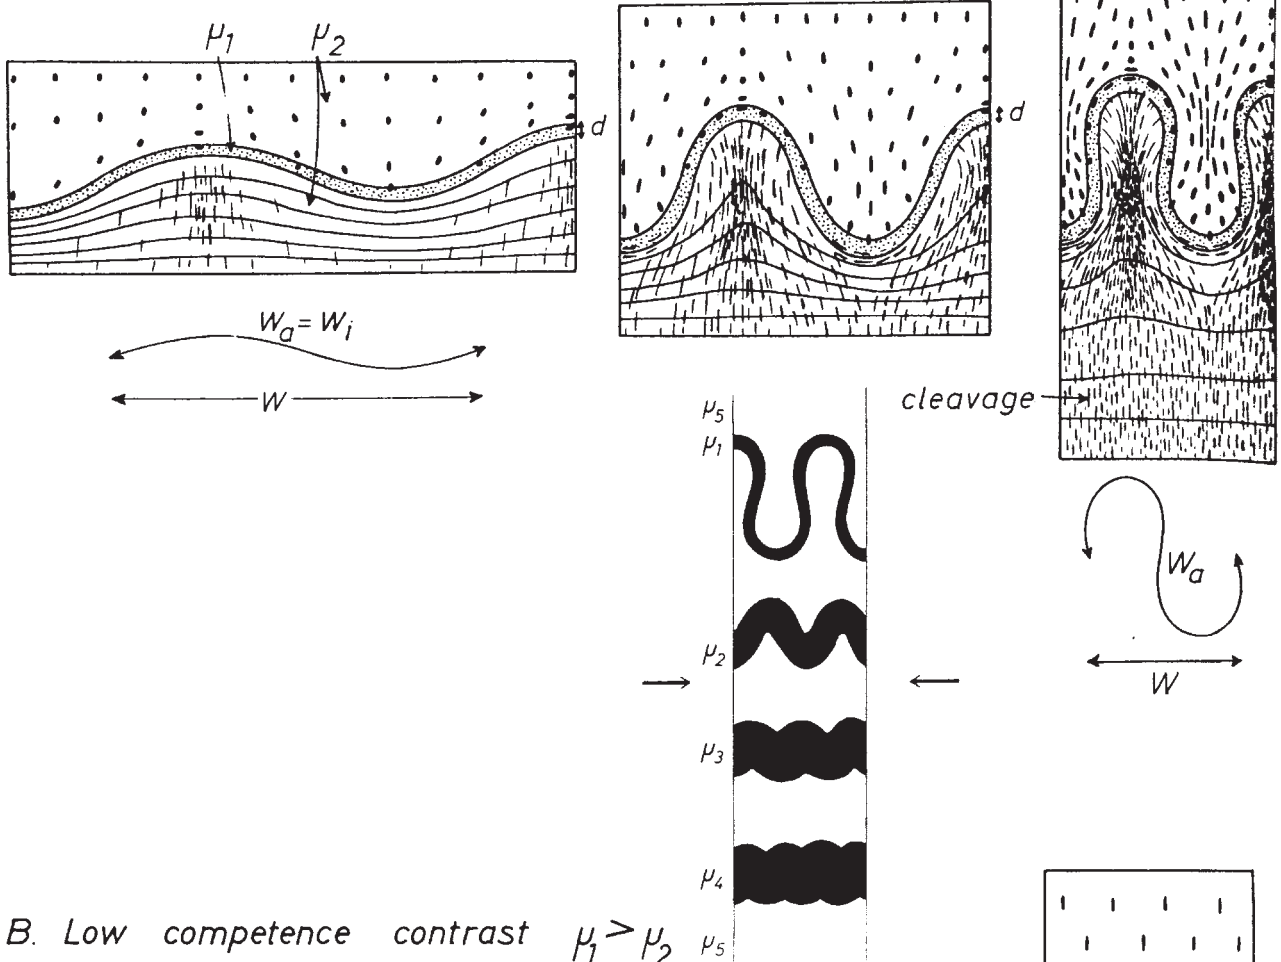 μ₁ μ₂
d
d
Wₐ = Wᵢ
W
cleavage
μ₅
μ₁
Wₐ
W
μ₂
μ₃
μ₄
B. Low competence contrast μ₁ > μ₂
μ₅